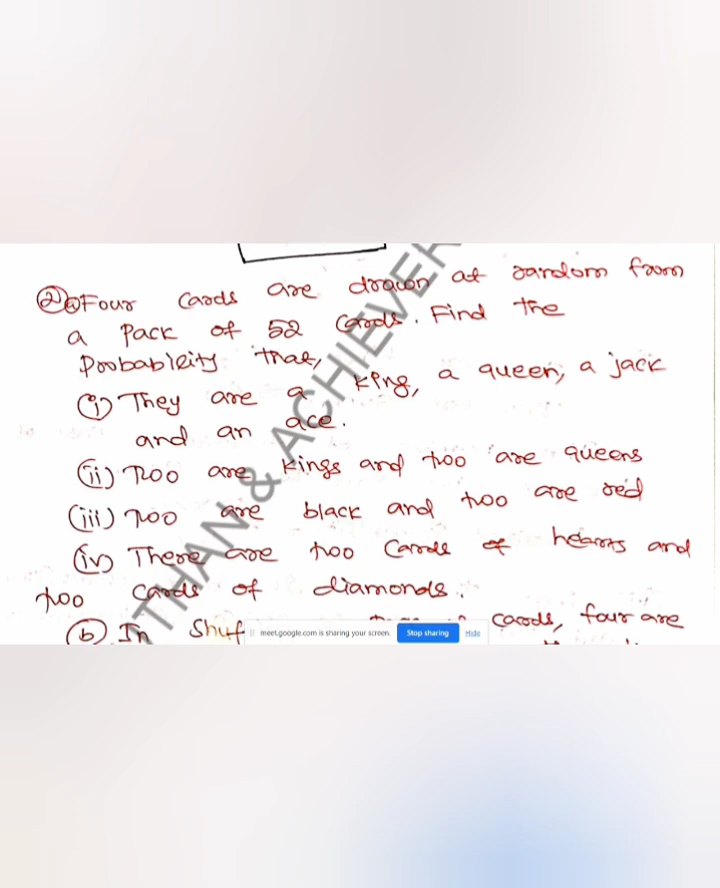 2 a Four cards are drawn at random from
a pack of 52 cards. Find the
Probability that,
(i) They are a king, a queen, a jack
and an ace.
(ii) Two are kings and two are queens
(iii) Two are black and two are red
(iv) There are two cards of hearts and
two cards of diamonds.
(b) In Shuf cards, four are
meet.google.com is sharing your screen. Stop sharing Hide
THAN & ACHIEVER